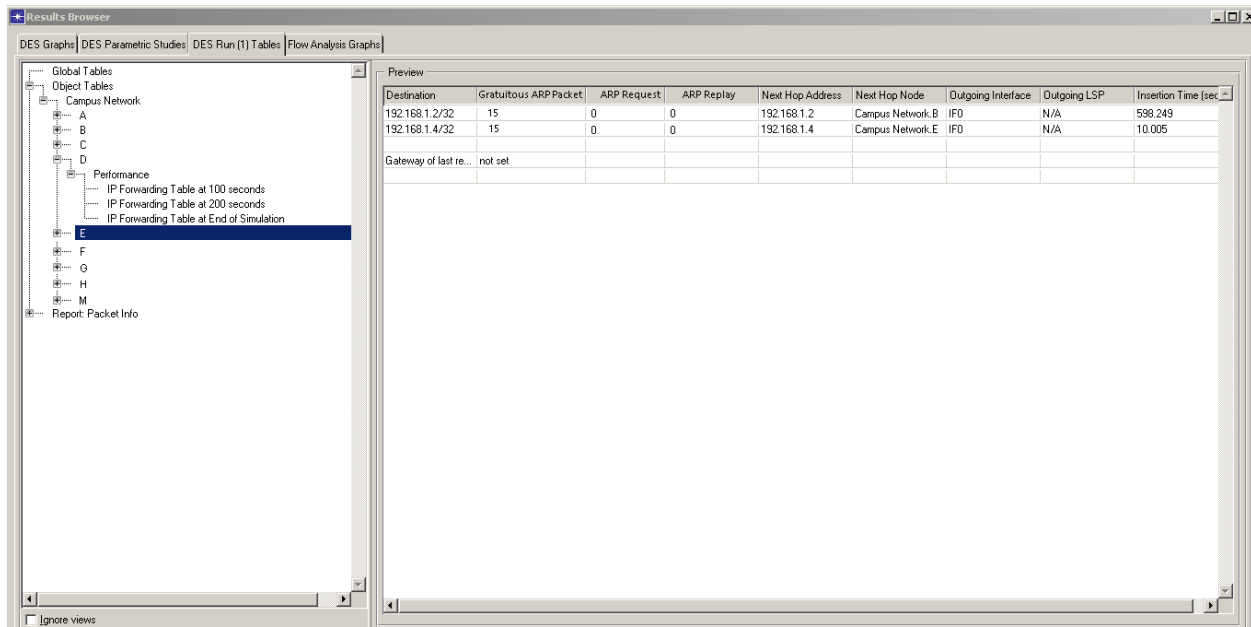 Results Browser
DES Graphs DES Parametric Studies DES Run (1) Tables Flow Analysis Graphs
Global Tables
Object Tables
Campus Network
A
B
C
D
Performance
IP Forwarding Table at 100 seconds
IP Forwarding Table at 200 seconds
IP Forwarding Table at End of Simulation
E
F
G
H
M
Report: Packet Info
Ignore views
Preview
Destination Gratuitous ARP Packet ARP Request ARP Replay Next Hop Address Next Hop Node Outgoing Interface Outgoing LSP Insertion Time (sec
192.168.1.2/32 15 0 0 192.168.1.2 Campus Network.B IF0 N/A 598.249
192.168.1.4/32 15 0 0 192.168.1.4 Campus Network.E IF0 N/A 10.005
Gateway of last re... not set